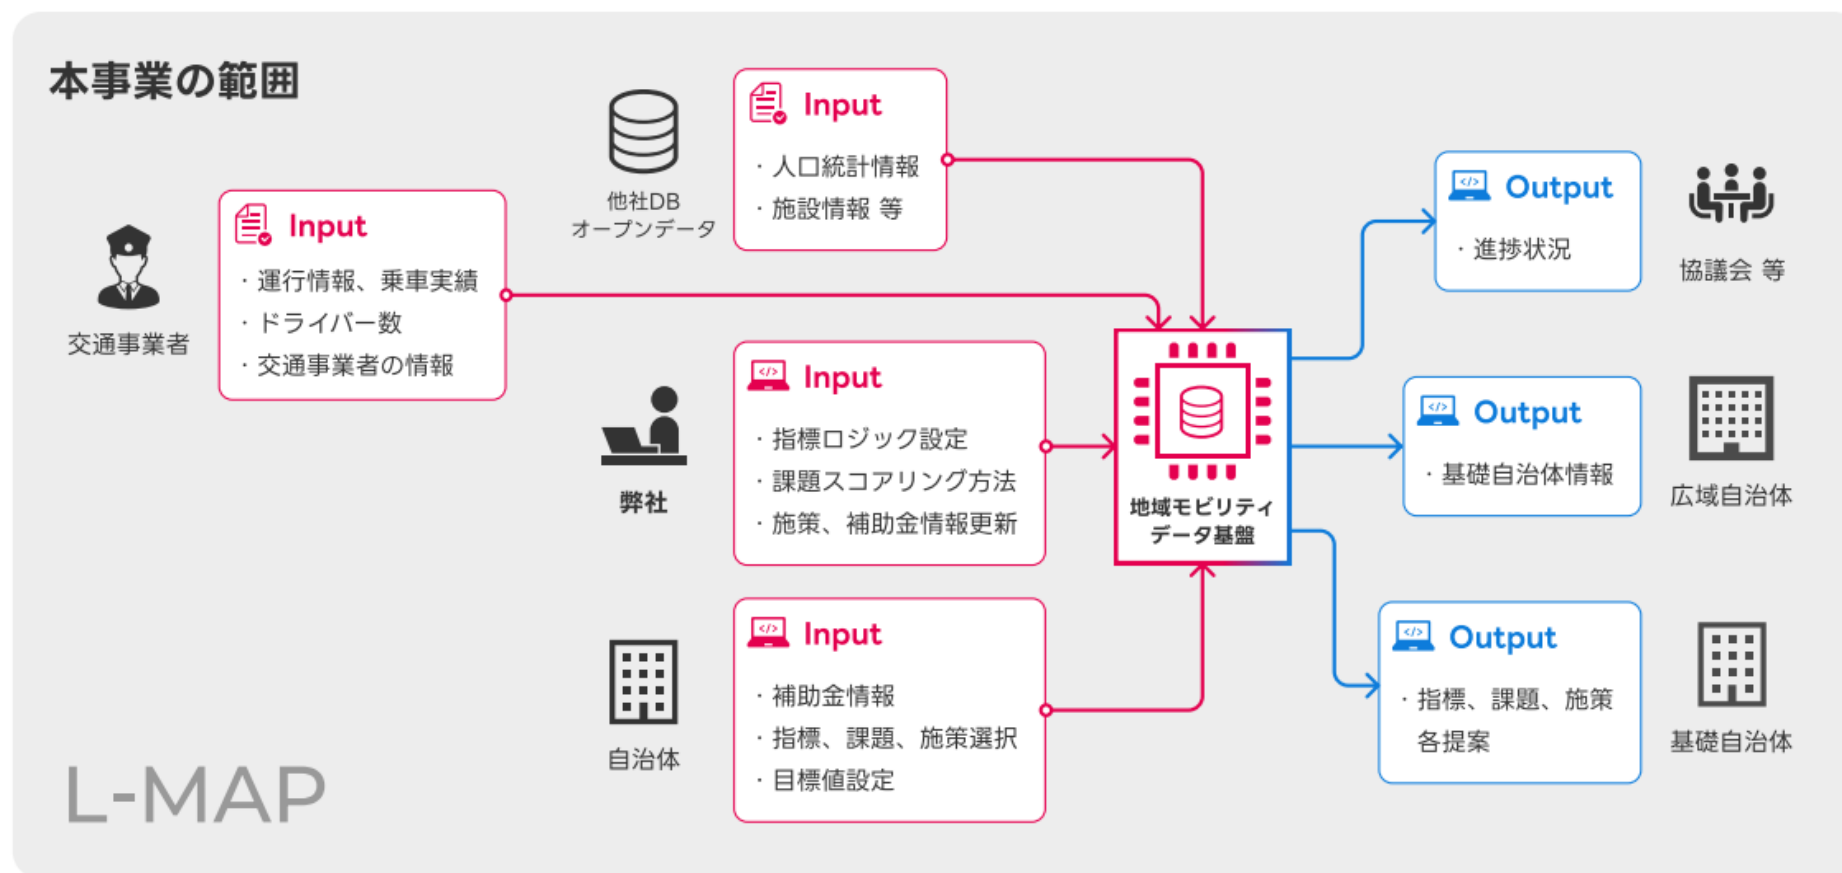 本事業の範囲
Input
・運行情報、乗車実績
・ドライバー数
・交通事業者の情報
交通事業者
他社DB
オープンデータ
Input
・人口統計情報
・施設情報 等
弊社
Input
・指標ロジック設定
・課題スコアリング方法
・施策、補助金情報更新
自治体
Input
・補助金情報
・指標、課題、施策選択
・目標値設定
地域モビリティ
データ基盤
Output
・進捗状況
協議会 等
Output
・基礎自治体情報
広域自治体
Output
・指標、課題、施策
各提案
基礎自治体
L-MAP